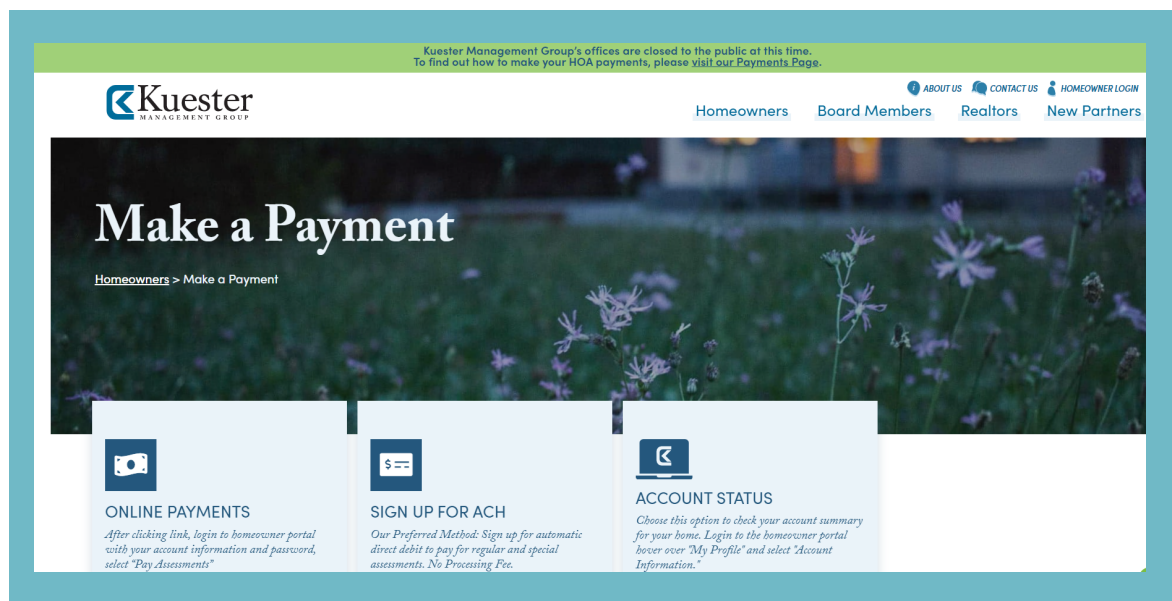 Kuester Management Group's offices are closed to the public at this time.
To find out how to make your HOA payments, please visit our Payments Page.
Kuester
MANAGEMENT GROUP
ABOUT US CONTACT US HOMEOWNER LOGIN
Homeowners Board Members Realtors New Partners
Make a Payment
Homeowners > Make a Payment
ONLINE PAYMENTS
After clicking link, login to homeowner portal
with your account information and password,
select "Pay Assessments"
SIGN UP FOR ACH
Our Preferred Method: Sign up for automatic
direct debit to pay for regular and special
assessments. No Processing Fee.
ACCOUNT STATUS
Choose this option to check your account summary
for your home. Login to the homeowner portal
hover over "My Profile" and select "Account
Information."